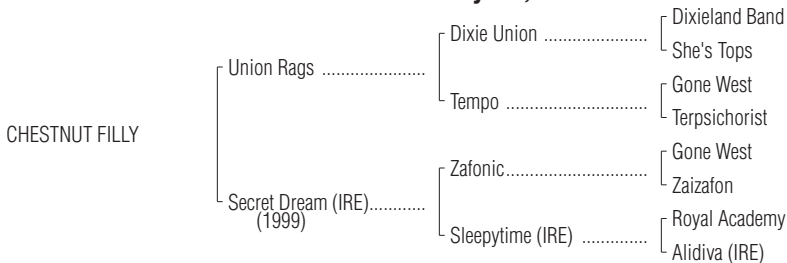 Dixieland Band
Dixie Union ......................
She's Tops
Union Rags ......................
Gone West
Tempo ..............................
Terpsichorist
CHESTNUT FILLY
Gone West
Zafonic..............................
Zaizafon
Secret Dream (IRE)............
(1999)
Royal Academy
Sleepytime (IRE) ..............
Alidiva (IRE)